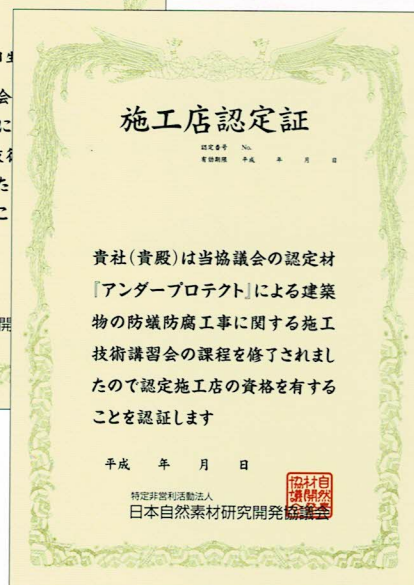 施工店認定証
認定番号 No.
有効期限 平成 年 月 日
貴社(貴殿)は当協議会の認定材
『アンダープロテクト』による建築
物の防蟻防腐工事に関する施工
技術講習会の課程を修了されまし
たので認定施工店の資格を有する
ことを認証します
平成 年 月 日
特定非営利活動法人
日本自然素材研究開発協議会